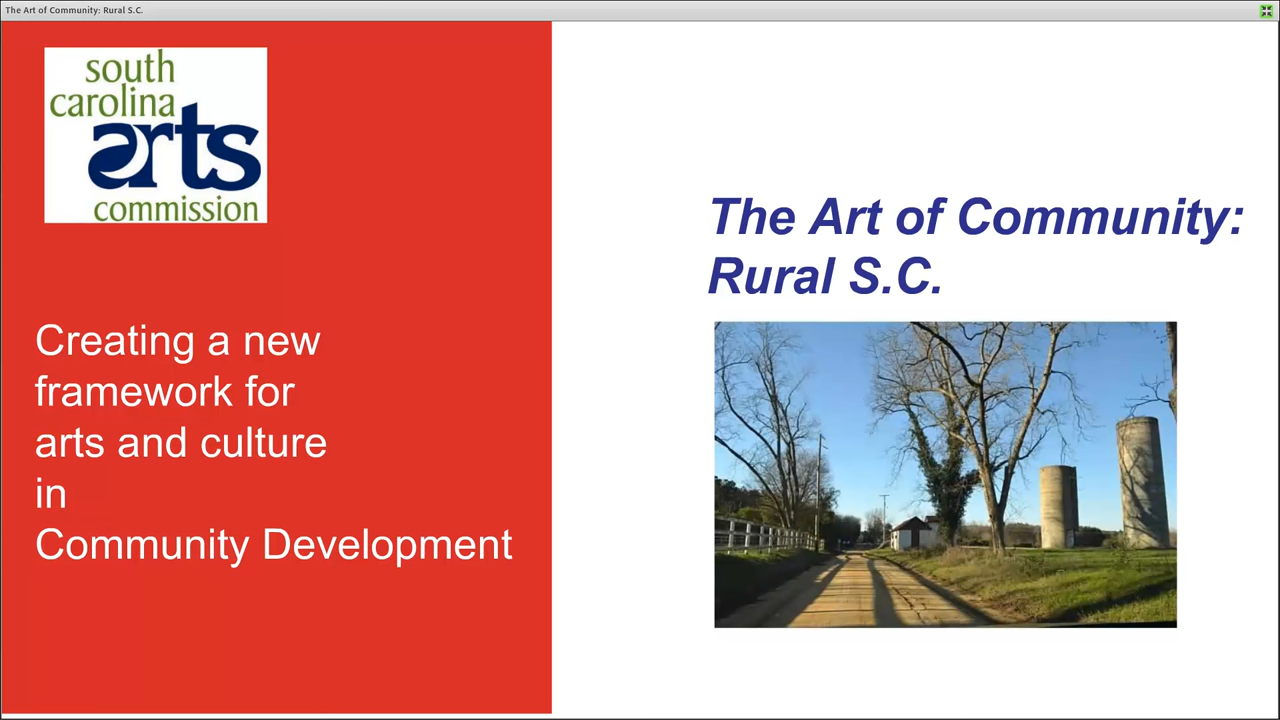 The Art of Community: Rural S.C.
south
carolina
arts
commission
Creating a new
framework for
arts and culture
in
Community Development
The Art of Community:
Rural S.C.